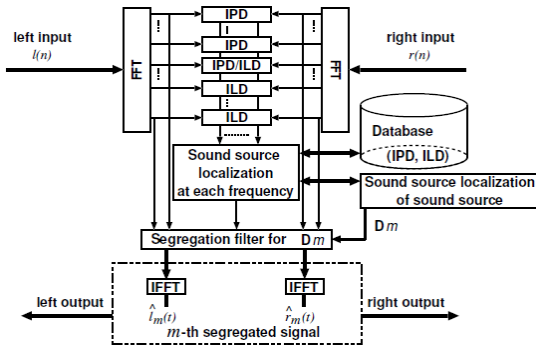 left input
l(n)
FFT
IPD
IPD
IPD/ILD
ILD
ILD
FFT
right input
r(n)
Database
(IPD, ILD)
Sound source
localization
at each frequency
Sound source localization
of sound source
Dm
Segregation filter for Dm
IFFT
IFFT
left output
l̂m(t)
r̂m(t)
right output
m-th segregated signal